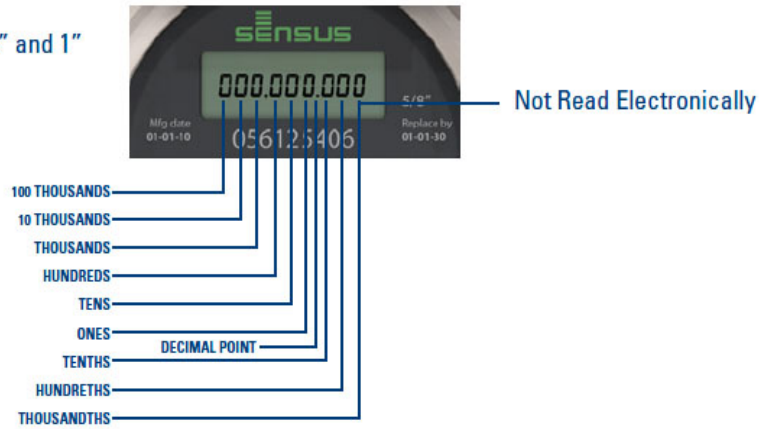 ″ and 1″
sensus
000.000.000
5/8"
Not Read Electronically
Mfg date
01-01-10
056125406
Replace by
01-01-30
100 THOUSANDS
10 THOUSANDS
THOUSANDS
HUNDREDS
TENS
ONES
DECIMAL POINT
TENTHS
HUNDRETHS
THOUSANDTHS